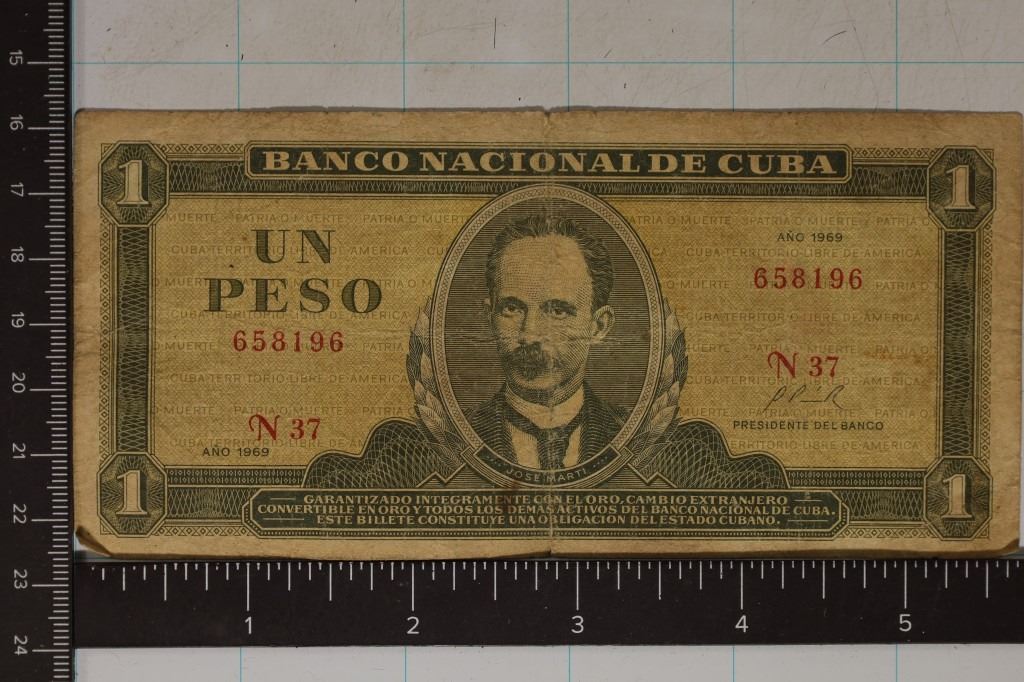 BANCO NACIONAL DE CUBA
1
1
PATRIA O MUERTE
CUBA TERRITORIO LIBRE DE AMERICA
UN
PESO
658196
N 37
AÑO 1969
JOSE MARTI
AÑO 1969
658196
N 37
PRESIDENTE DEL BANCO
1
1
GARANTIZADO INTEGRAMENTE CON EL ORO, CAMBIO EXTRANJERO
CONVERTIBLE EN ORO Y TODOS LOS DEMAS ACTIVOS DEL BANCO NACIONAL DE CUBA.
ESTE BILLETE CONSTITUYE UNA OBLIGACION DEL ESTADO CUBANO.
15
16
17
18
19
20
21
22
23
24
1 2 3 4 5